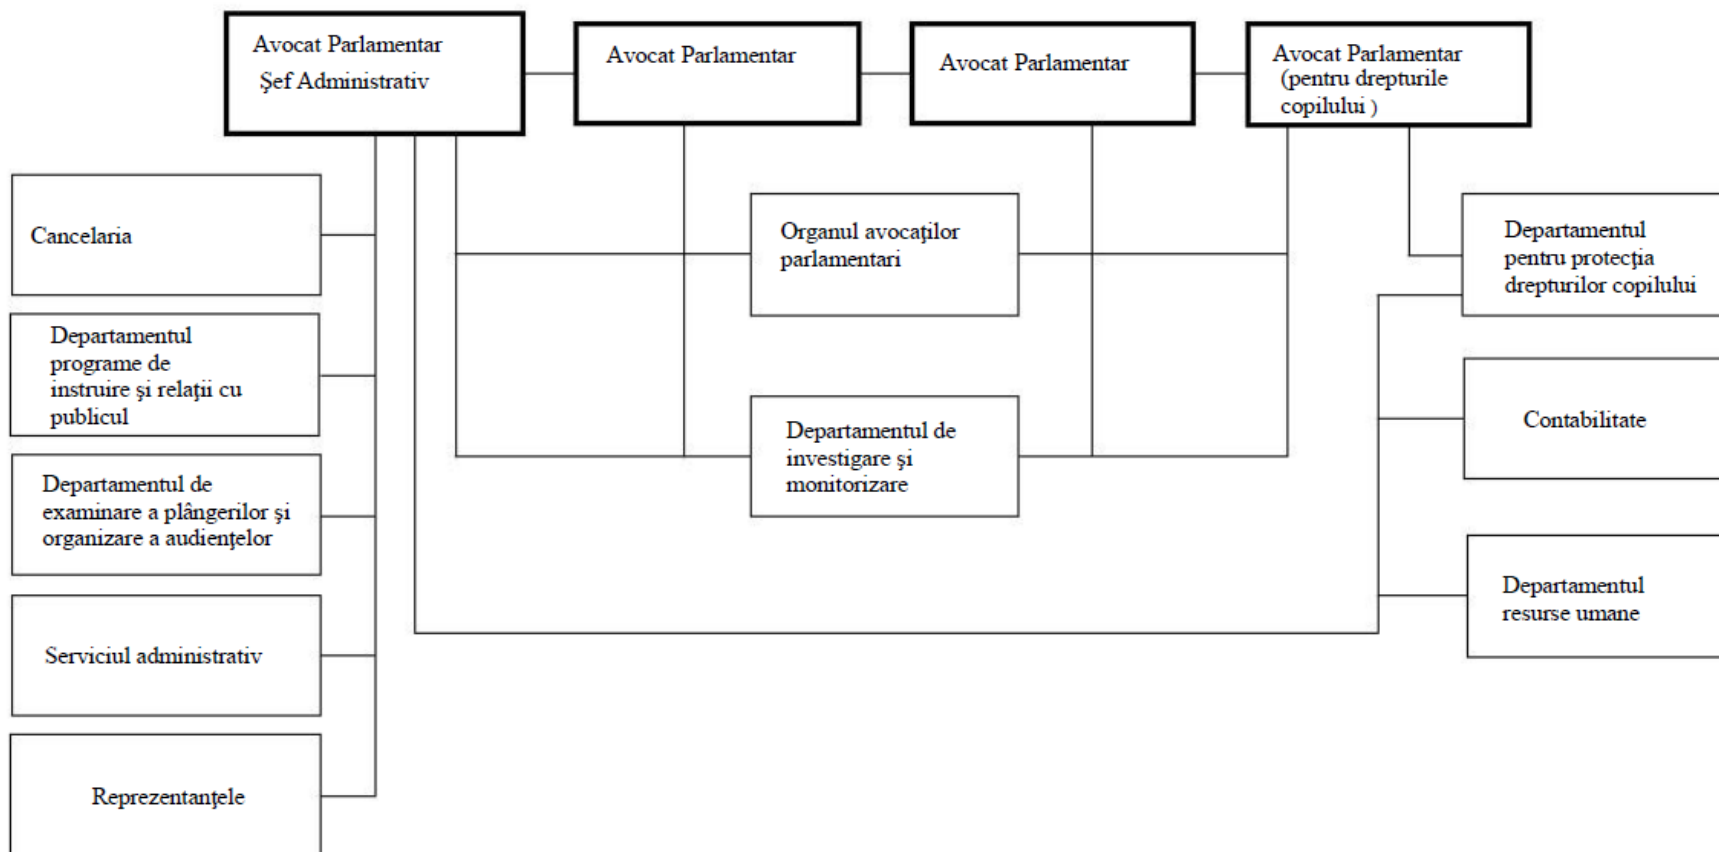 Avocat Parlamentar
Şef Administrativ
Avocat Parlamentar
Avocat Parlamentar
Avocat Parlamentar
(pentru drepturile
copilului )
Cancelaria
Departamentul
programe de
instruire şi relaţii cu
publicul
Departamentul de
examinare a plângerilor şi
organizare a audienţelor
Serviciul administrativ
Reprezentanţele
Organul avocaţilor
parlamentari
Departamentul de
investigare şi
monitorizare
Departamentul
pentru protecţia
drepturilor copilului
Contabilitate
Departamentul
resurse umane